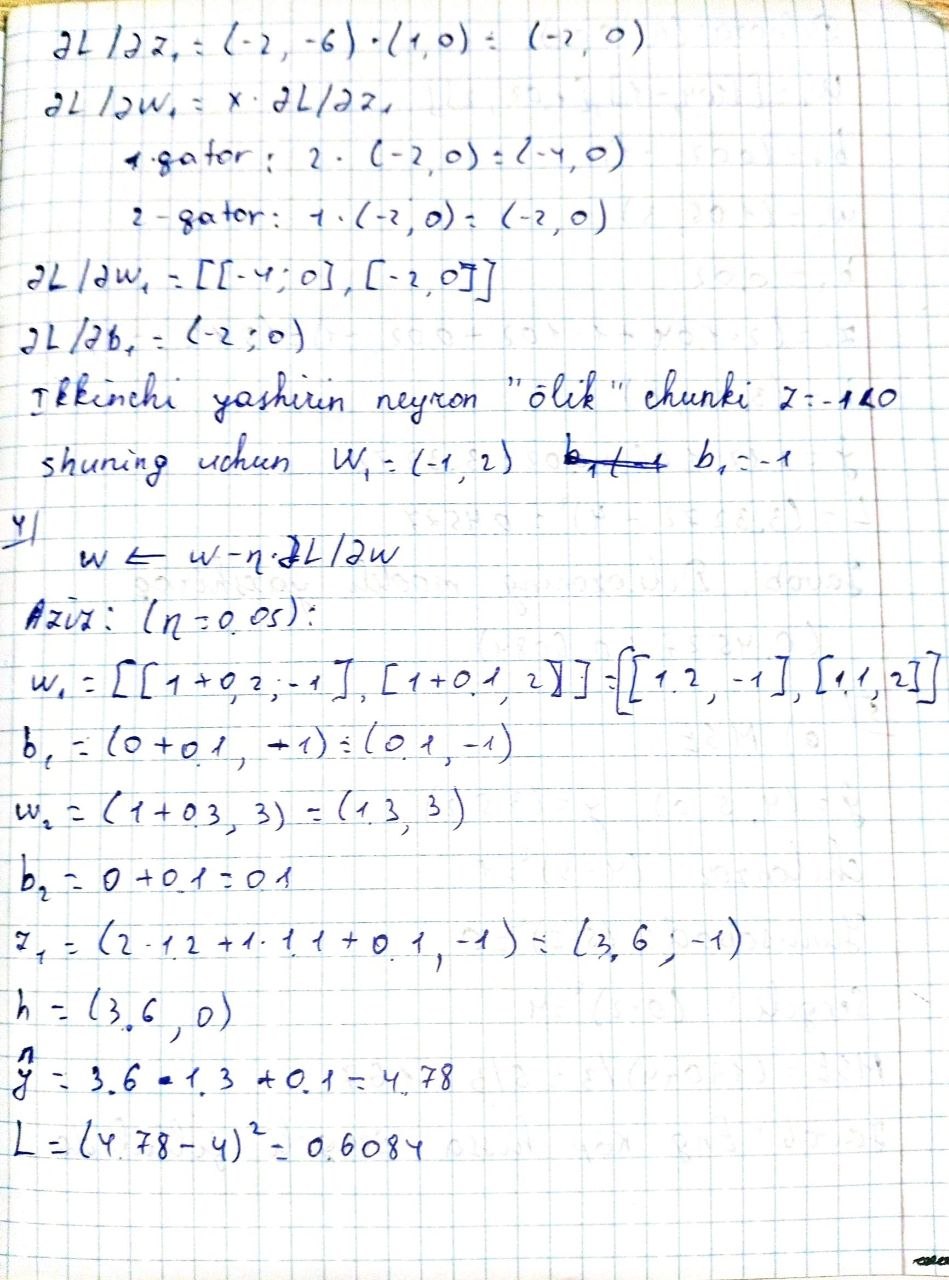 ∂L/∂z₁ = (-2, -6) · (1, 0) = (-2, 0)
∂L/∂w₁ = x · ∂L/∂z₁
1-qator: 2 · (-2, 0) = (-4, 0)
2-qator: 1 · (-2, 0) = (-2, 0)
∂L/∂w₁ = [[-4; 0], [-2, 0]]
∂L/∂b₁ = (-2; 0)
Ikkinchi yashirin neyron "ölik" chunki z=-1<0
shuning uchun W₁ = (-1, 2) b₁ = -1
4)
w ← w - η·∂L/∂w
Aziz: (η = 0.05):
w₁ = [[1+0,2; -1], [1+0.1, 2]] = [[1.2, -1], [1.1, 2]]
b₁ = (0 + 0.1, -1) = (0.1, -1)
w₂ = (1 + 0.3, 3) = (1.3, 3)
b₂ = 0 + 0.1 = 0.1
z₁ = (2·1.2 + 1·1.1 + 0.1, -1) = (3.6; -1)
h = (3.6, 0)
ŷ = 3.6 · 1.3 + 0.1 = 4.78
L = (4.78 - 4)² = 0.6084